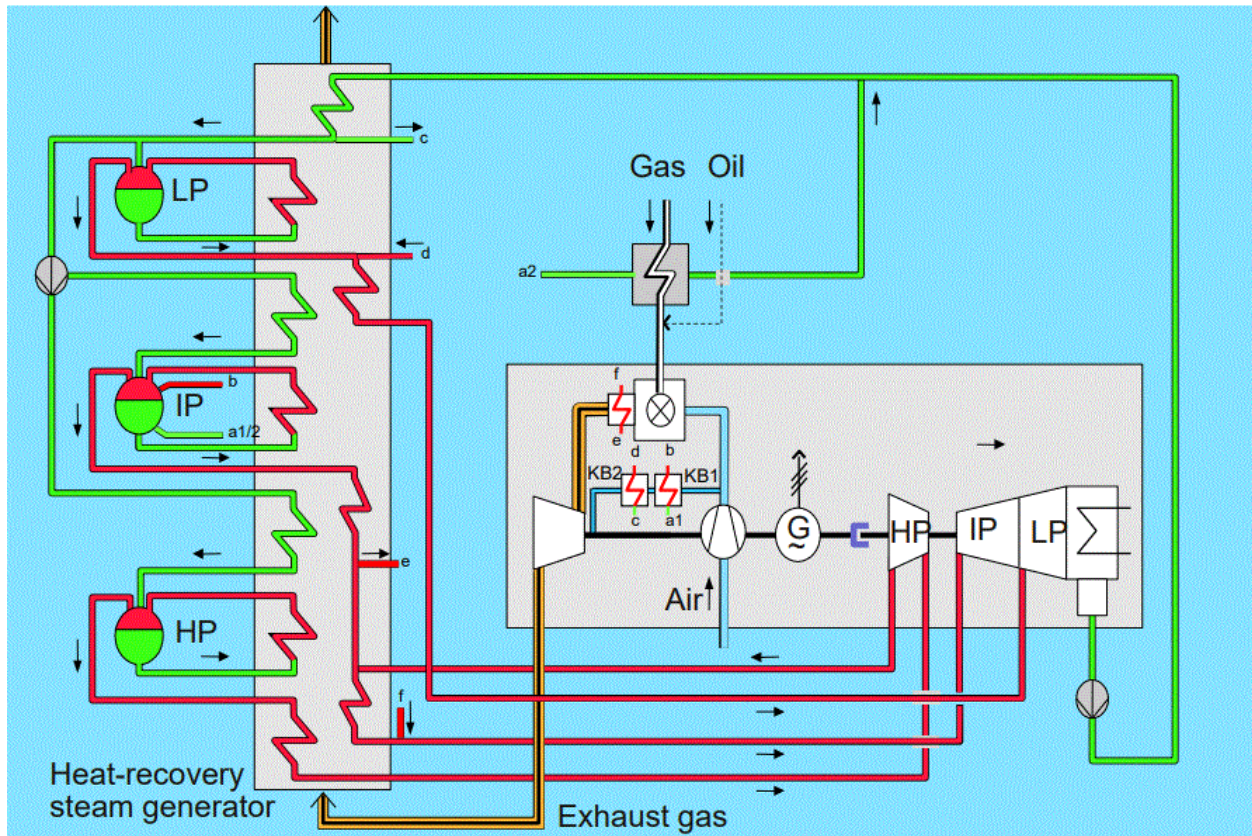 c
LP
d
Gas
Oil
a2
b
IP
a1/2
f
e
d
b
KB2
KB1
c
a1
G
~
HP
IP
LP
e
Air
HP
f
Heat-recovery
steam generator
Exhaust gas